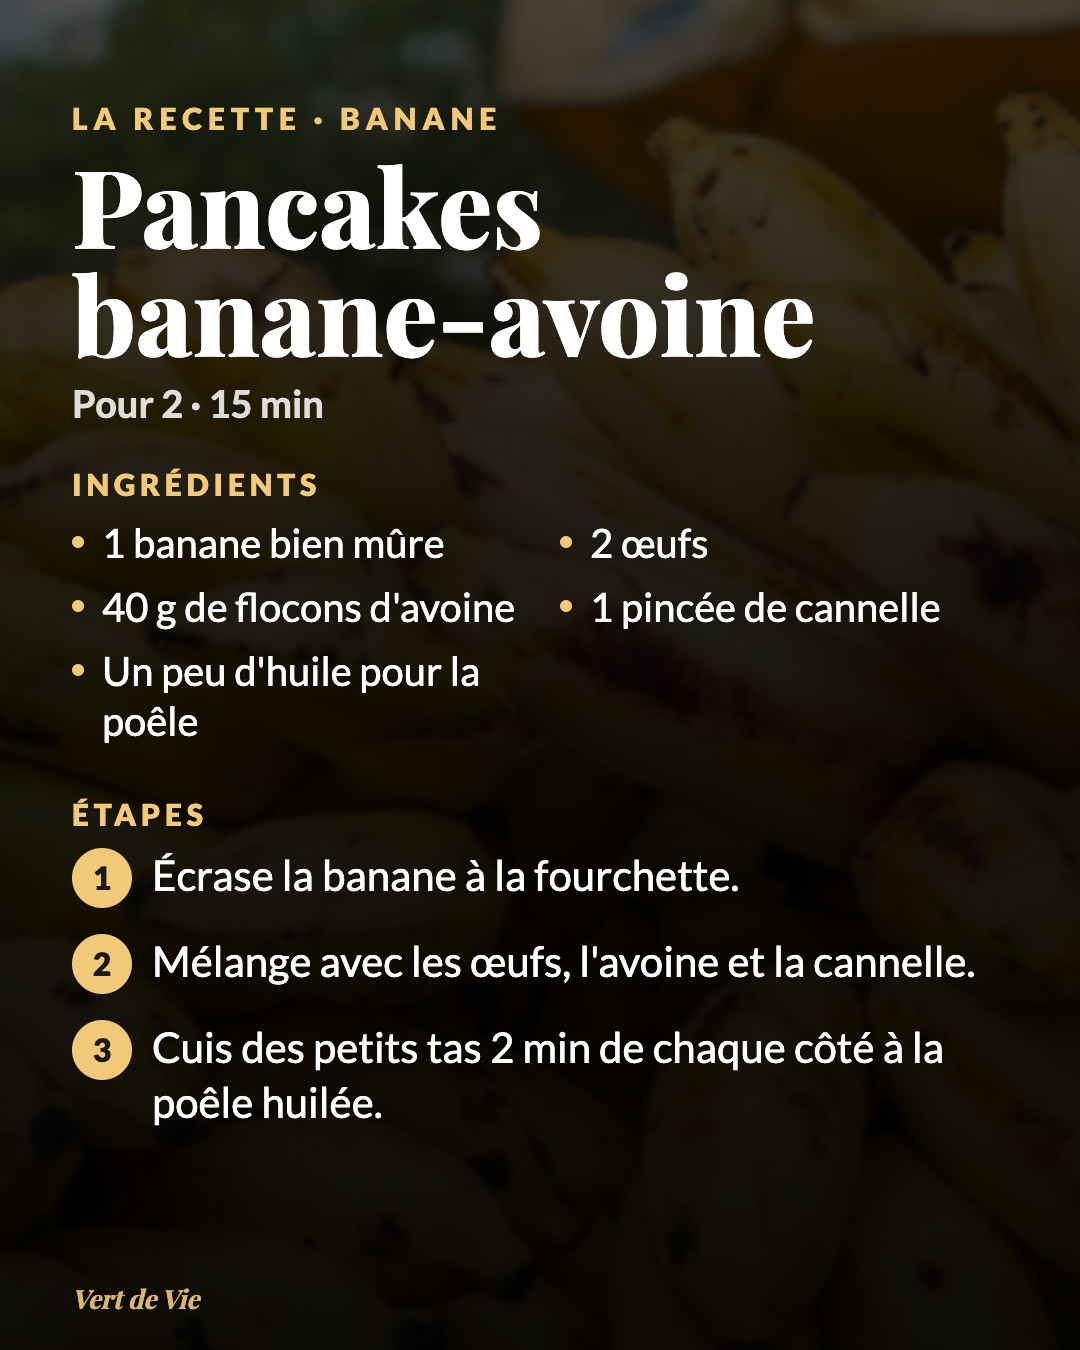 LA RECETTE · BANANE
Pancakes
banane-avoine
Pour 2 · 15 min
INGRÉDIENTS
• 1 banane bien mûre
• 2 œufs
• 40 g de flocons d'avoine
• 1 pincée de cannelle
• Un peu d'huile pour la
poêle
ÉTAPES
1 Écrase la banane à la fourchette.
2 Mélange avec les œufs, l'avoine et la cannelle.
3 Cuis des petits tas 2 min de chaque côté à la
poêle huilée.
Vert de Vie